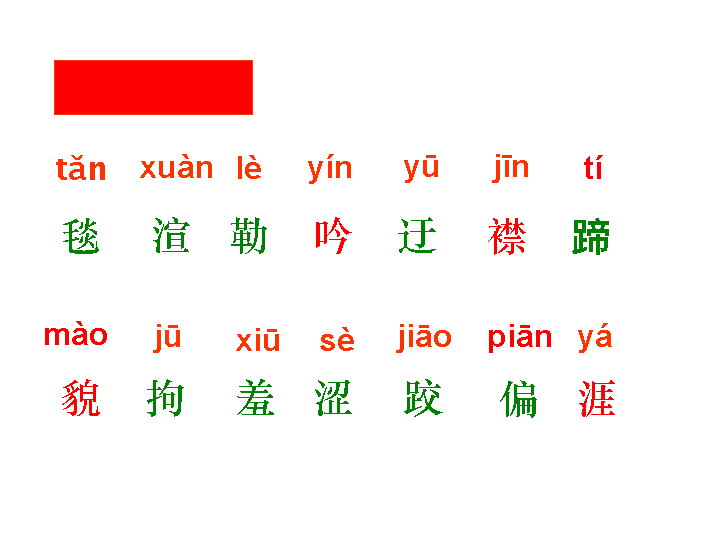 tǎn xuàn lè yín yū jīn tí
毯 渲 勒 吟 迂 襟 蹄
mào jū xiū sè jiāo piān yá
貌 拘 羞 涩 跤 偏 涯